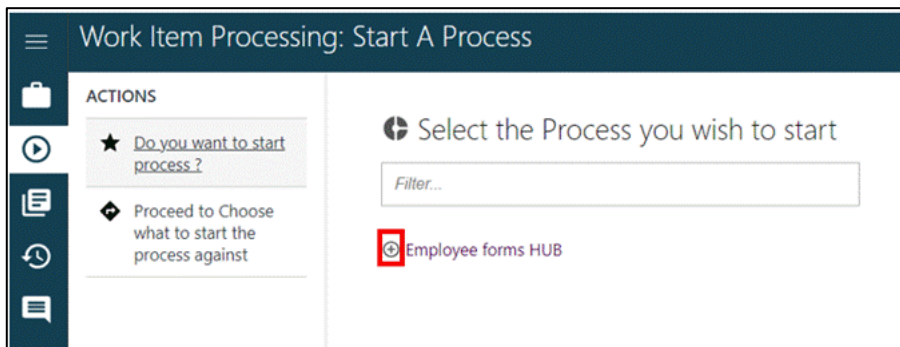 Work Item Processing: Start A Process
ACTIONS
Do you want to start
process ?
Proceed to Choose
what to start the
process against
Select the Process you wish to start
Filter...
Employee forms HUB